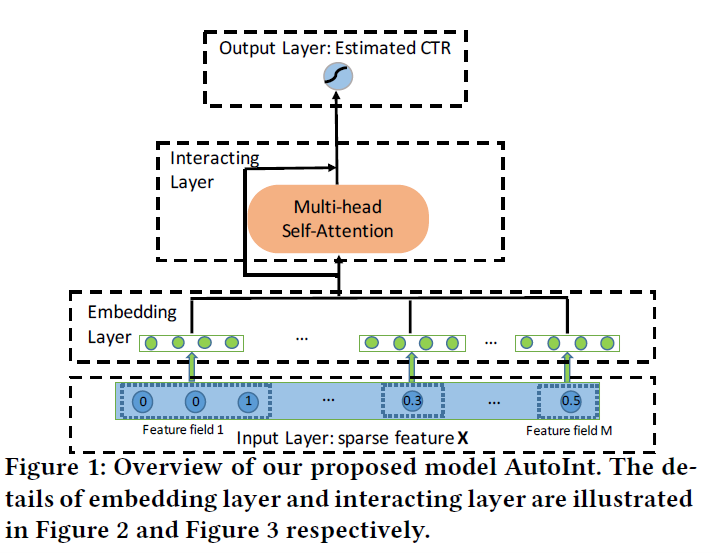 Output Layer: Estimated CTR
Interacting
Layer
Multi-head
Self-Attention
Embedding
Layer
... ...
0 0 1 ... 0.3 ... 0.5
Feature field 1
Feature field M
Input Layer: sparse feature X
Figure 1: Overview of our proposed model AutoInt. The de-
tails of embedding layer and interacting layer are illustrated
in Figure 2 and Figure 3 respectively.